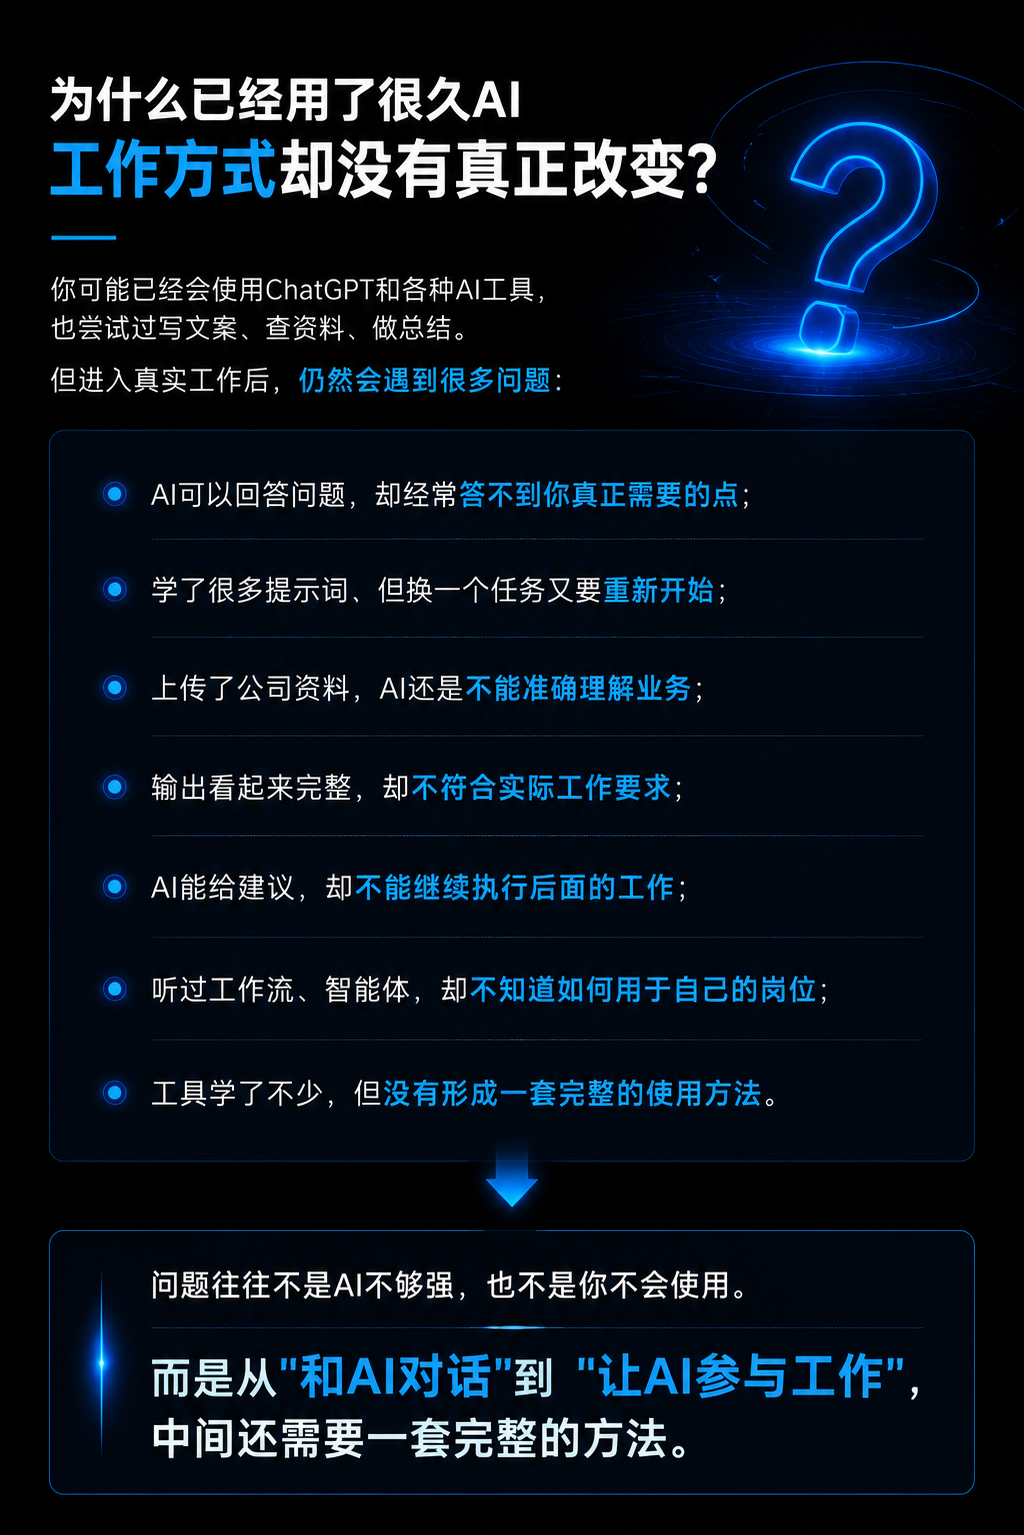 为什么已经用了很久AI
工作方式却没有真正改变？
你可能已经会使用ChatGPT和各种AI工具，
也尝试过写文案、查资料、做总结。
但进入真实工作后，仍然会遇到很多问题：
AI可以回答问题，却经常答不到你真正需要的点；
学了很多提示词、但换一个任务又要重新开始；
上传了公司资料，AI还是不能准确理解业务；
输出看起来完整，却不符合实际工作要求；
AI能给建议，却不能继续执行后面的工作；
听过工作流、智能体，却不知道如何用于自己的岗位；
工具学了不少，但没有形成一套完整的使用方法。
问题往往不是AI不够强，也不是你不会使用。
而是从"和AI对话"到 "让AI参与工作"，
中间还需要一套完整的方法。